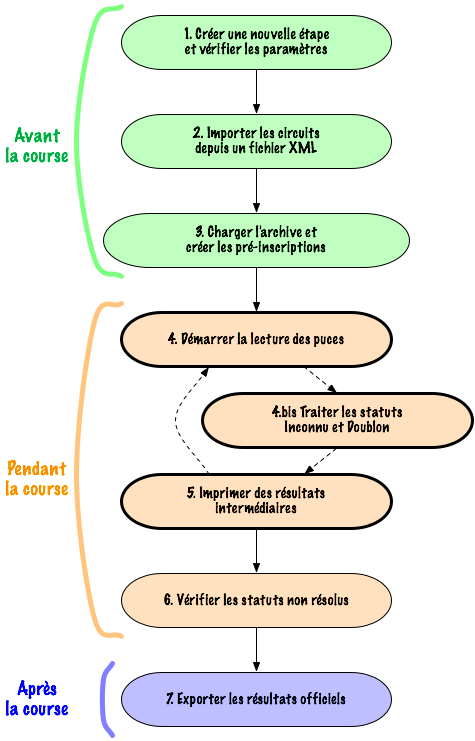 1. Créer une nouvelle étape
et vérifier les paramètres
Avant
la course
2. Importer les circuits
depuis un fichier XML
3. Charger l'archive et
créer les pré-inscriptions
4. Démarrer la lecture des puces
4.bis Traiter les statuts
Inconnu et Doublon
Pendant
la course
5. Imprimer des résultats
intermédiaires
6. Vérifier les statuts non résolus
Après
la course
7. Exporter les résultats officiels